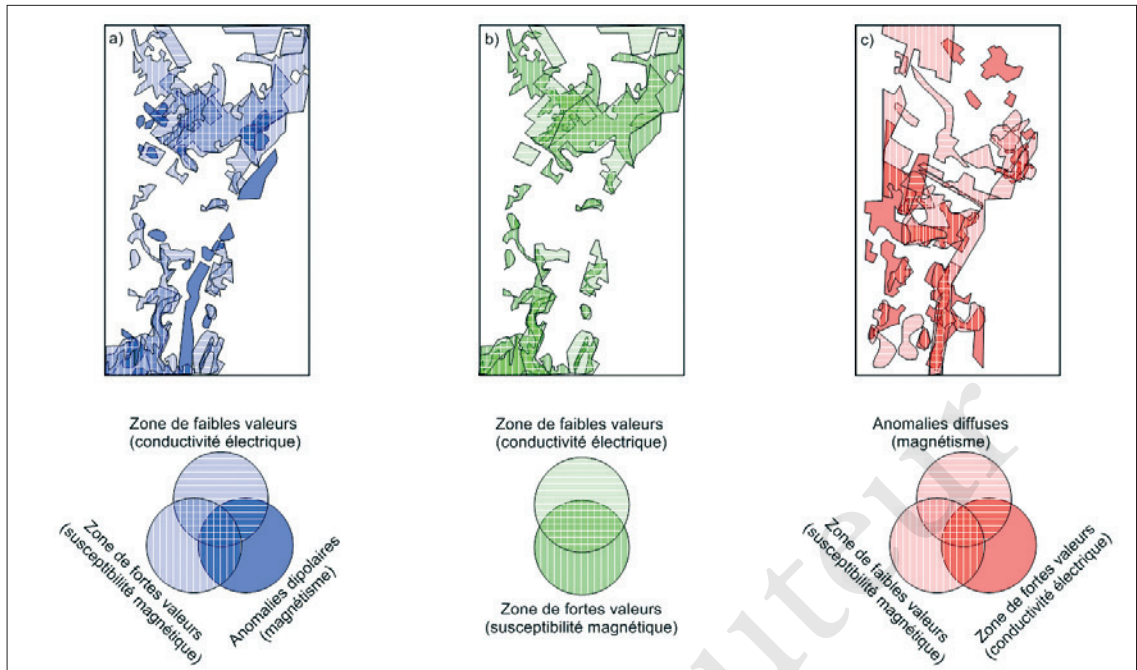 a)
b)
c)
Zone de faibles valeurs
(conductivité électrique)
Zone de fortes valeurs
(susceptibilité magnétique)
Anomalies dipolaires
(magnétisme)
Zone de faibles valeurs
(conductivité électrique)
Zone de fortes valeurs
(susceptibilité magnétique)
Anomalies diffuses
(magnétisme)
Zone de faibles valeurs
(susceptibilité magnétique)
Zone de fortes valeurs
(conductivité électrique)
uteur